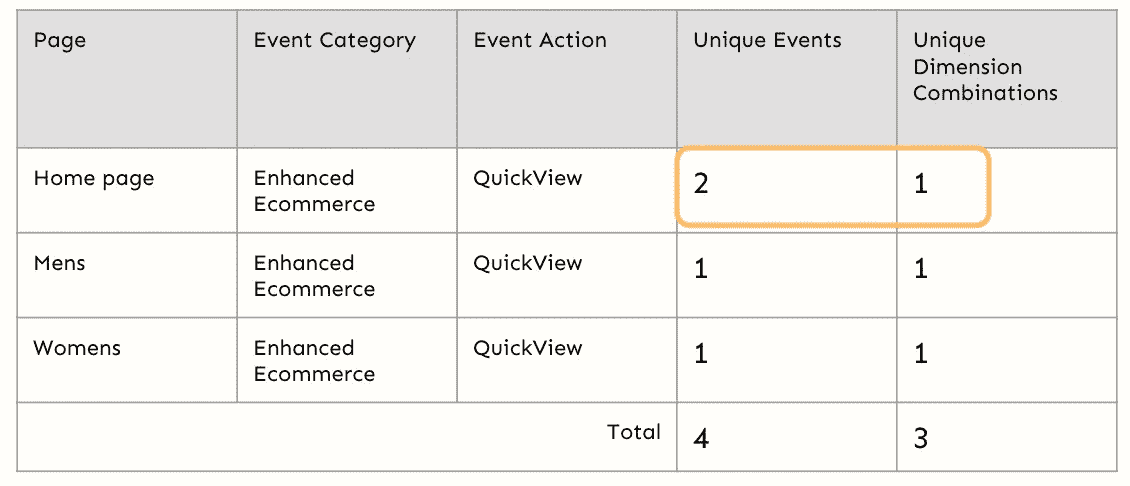 Page
Event Category
Event Action
Unique Events
Unique
Dimension
Combinations
Home page
Enhanced
Ecommerce
QuickView
2
1
Mens
Enhanced
Ecommerce
QuickView
1
1
Womens
Enhanced
Ecommerce
QuickView
1
1
Total
4
3